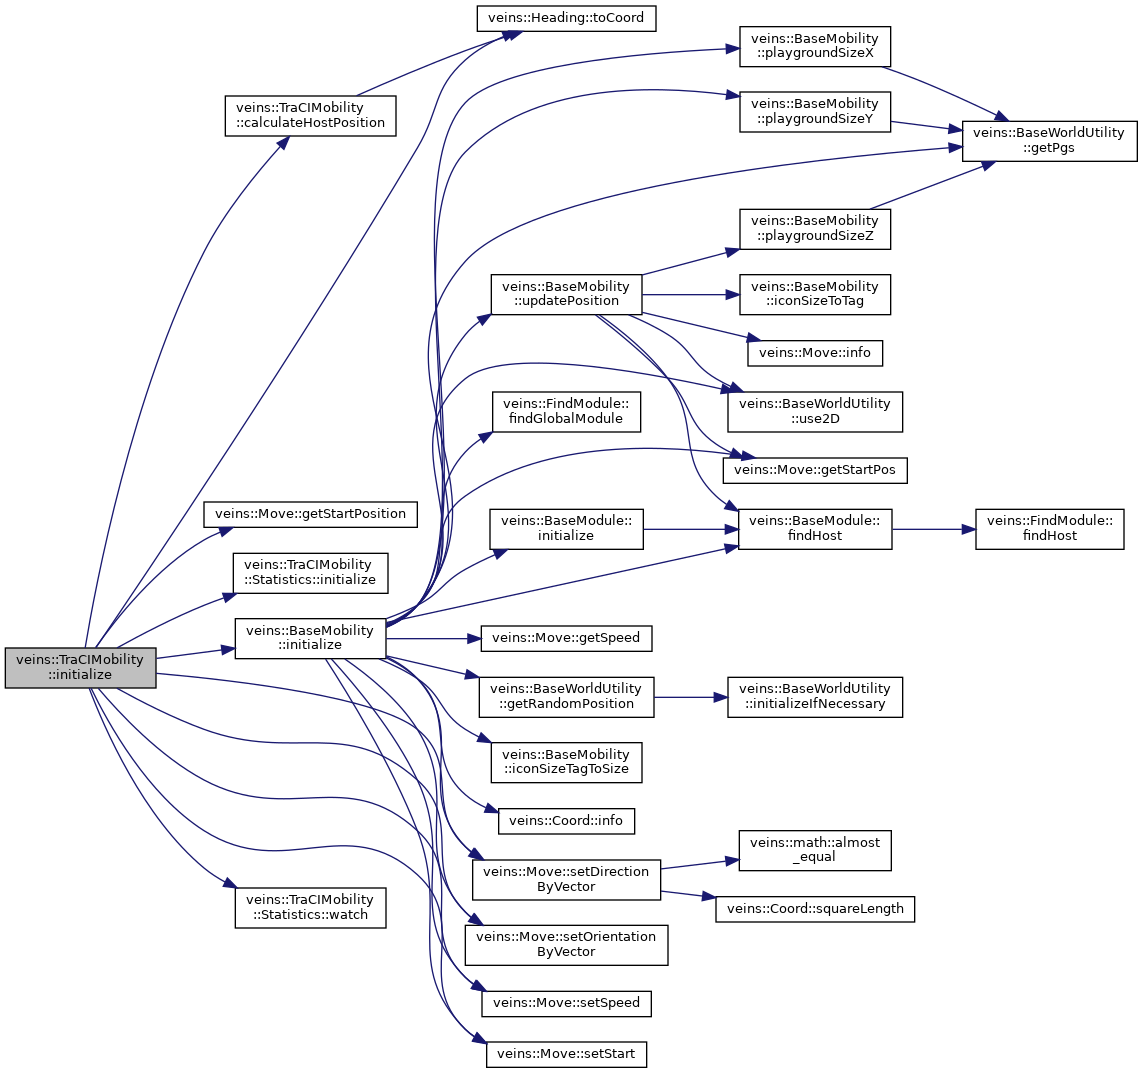 veins::TraCIMobility
::initialize
veins::TraCIMobility
::calculateHostPosition
veins::Heading::toCoord
veins::Move::getStartPosition
veins::TraCIMobility
::Statistics::initialize
veins::BaseMobility
::initialize
veins::TraCIMobility
::Statistics::watch
veins::BaseMobility
::updatePosition
veins::FindModule::
findGlobalModule
veins::BaseModule::
initialize
veins::Move::getSpeed
veins::BaseWorldUtility
::getRandomPosition
veins::BaseMobility
::iconSizeTagToSize
veins::Coord::info
veins::Move::setDirection
ByVector
veins::Move::setOrientation
ByVector
veins::Move::setSpeed
veins::Move::setStart
veins::BaseMobility
::playgroundSizeX
veins::BaseMobility
::playgroundSizeY
veins::BaseMobility
::playgroundSizeZ
veins::BaseMobility
::iconSizeToTag
veins::Move::info
veins::BaseWorldUtility
::use2D
veins::Move::getStartPos
veins::BaseModule::
findHost
veins::BaseWorldUtility
::initializeIfNecessary
veins::math::almost
_equal
veins::Coord::squareLength
veins::BaseWorldUtility
::getPgs
veins::FindModule::
findHost